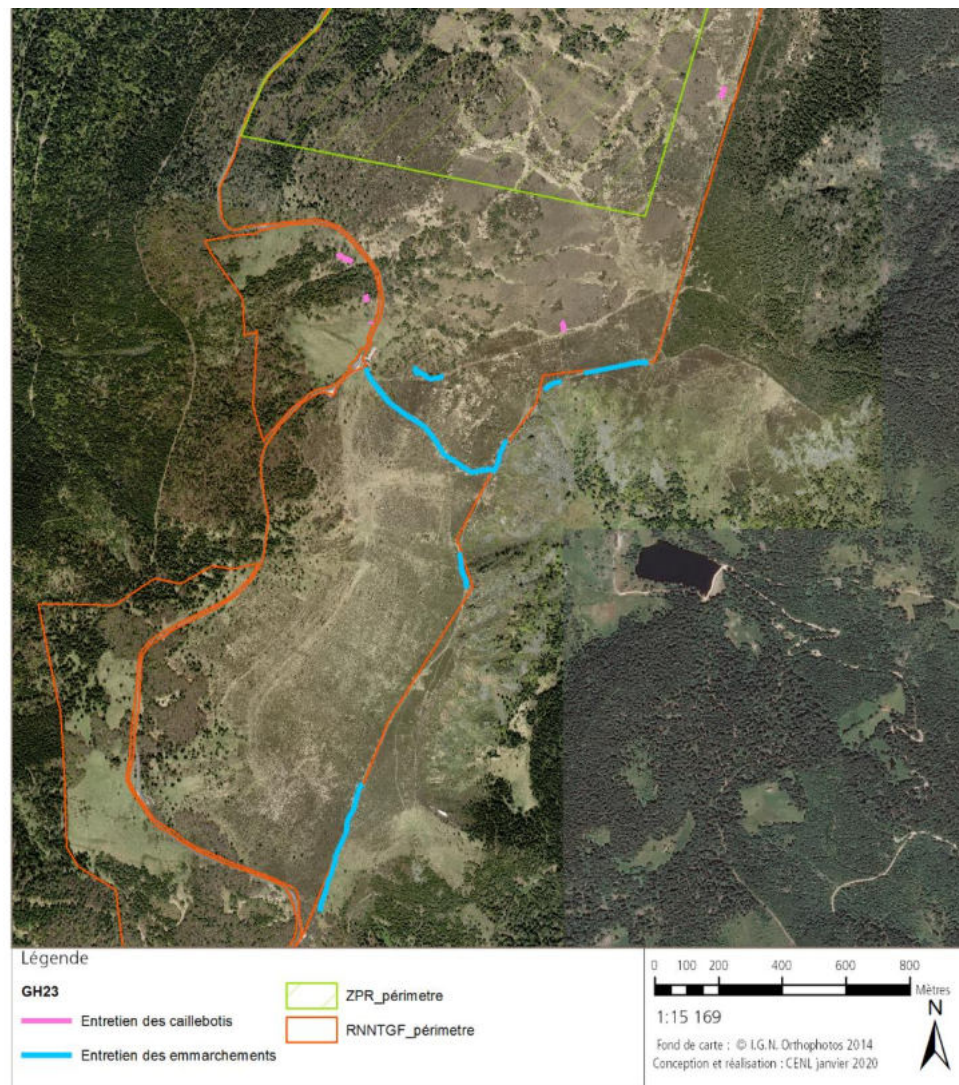 Légende
GH23
Entretien des caillebotis
Entretien des emmarchements
ZPR_périmetre
RNNTGF_périmetre
0 100 200 400 600 800
Mètres
1:15 169
N
Fond de carte : © I.G.N. Orthophotos 2014
Conception et réalisation : CENL janvier 2020